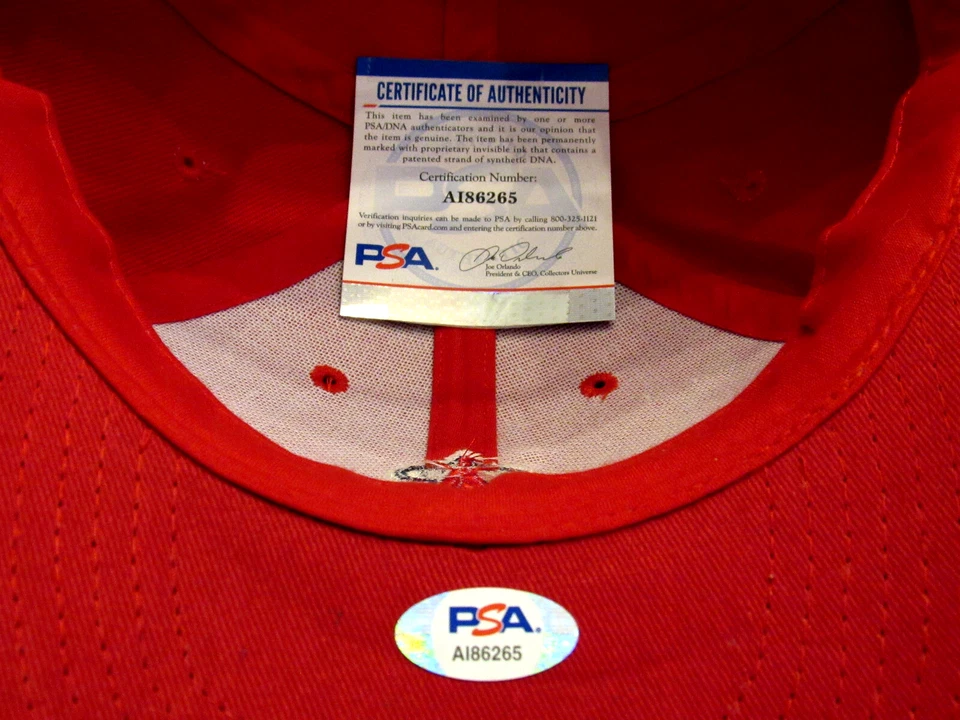 CERTIFICATE OF AUTHENTICITY
This item has been examined by one or more
PSA/DNA authenticators and it is our opinion that
the item is genuine. The item has been permanently
marked with proprietary invisible ink that contains a
patented strand of synthetic DNA.
Certification Number:
AI86265
Verification inquiries can be made to PSA by calling 800-325-1121
or by visiting PSAcard.com and entering the certification number above.
PSA.
Joe Orlando
President & CEO, Collectors Universe
PSA.
AI86265